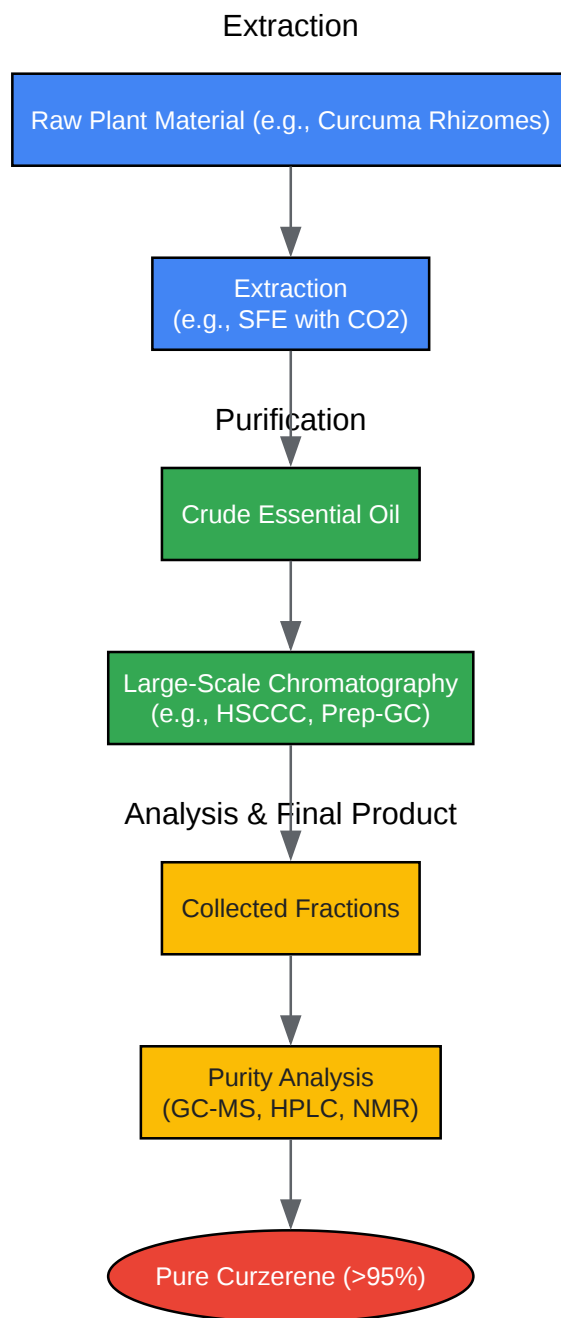 Extraction
Raw Plant Material (e.g., Curcuma Rhizomes)
Extraction
(e.g., SFE with CO2)
Purification
Crude Essential Oil
Large-Scale Chromatography
(e.g., HSCCC, Prep-GC)
Analysis & Final Product
Collected Fractions
Purity Analysis
(GC-MS, HPLC, NMR)
Pure Curzerene (>95%)